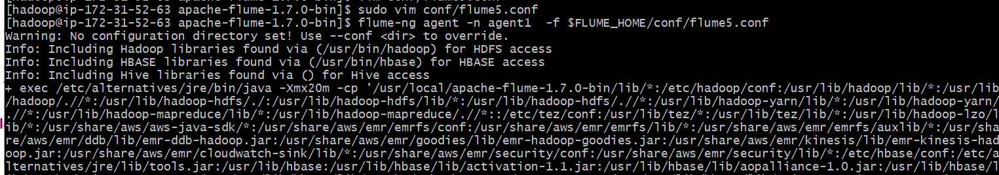 [hadoop@ip-172-31-52-63 apache-flume-1.7.0-bin]$ sudo vim conf/flume5.conf
[hadoop@ip-172-31-52-63 apache-flume-1.7.0-bin]$ flume-ng agent -n agent1  -f $FLUME_HOME/conf/flume5.conf
Warning: No configuration directory set! Use --conf <dir> to override.
Info: Including Hadoop libraries found via (/usr/bin/hadoop) for HDFS access
Info: Including HBASE libraries found via (/usr/bin/hbase) for HBASE access
Info: Including Hive libraries found via () for Hive access
+ exec /etc/alternatives/jre/bin/java -Xmx20m -cp '/usr/local/apache-flume-1.7.0-bin/lib/*:/etc/hadoop/conf:/usr/lib/hadoop/lib/*:/usr/lib
/hadoop/.//*:/usr/lib/hadoop-hdfs/./:/usr/lib/hadoop-hdfs/lib/*:/usr/lib/hadoop-hdfs/.//*:/usr/lib/hadoop-yarn/lib/*:/usr/lib/hadoop-yarn/
.//*:/usr/lib/hadoop-mapreduce/lib/*:/usr/lib/hadoop-mapreduce/.//*::/etc/tez/conf:/usr/lib/tez/*:/usr/lib/tez/lib/*:/usr/lib/hadoop-lzo/l
ib/*:/usr/share/aws/aws-java-sdk/*:/usr/share/aws/emr/emrfs/conf:/usr/share/aws/emr/emrfs/lib/*:/usr/share/aws/emr/emrfs/auxlib/*:/usr/sha
re/aws/emr/ddb/lib/emr-ddb-hadoop.jar:/usr/share/aws/emr/goodies/lib/emr-hadoop-goodies.jar:/usr/share/aws/emr/kinesis/lib/emr-kinesis-had
oop.jar:/usr/share/aws/emr/cloudwatch-sink/lib/*:/usr/share/aws/emr/security/conf:/usr/share/aws/emr/security/lib/*:/etc/hbase/conf:/etc/a
lternatives/jre/lib/tools.jar:/usr/lib/hbase:/usr/lib/hbase/lib/activation-1.1.jar:/usr/lib/hbase/lib/aopalliance-1.0.jar:/usr/lib/hbase/l